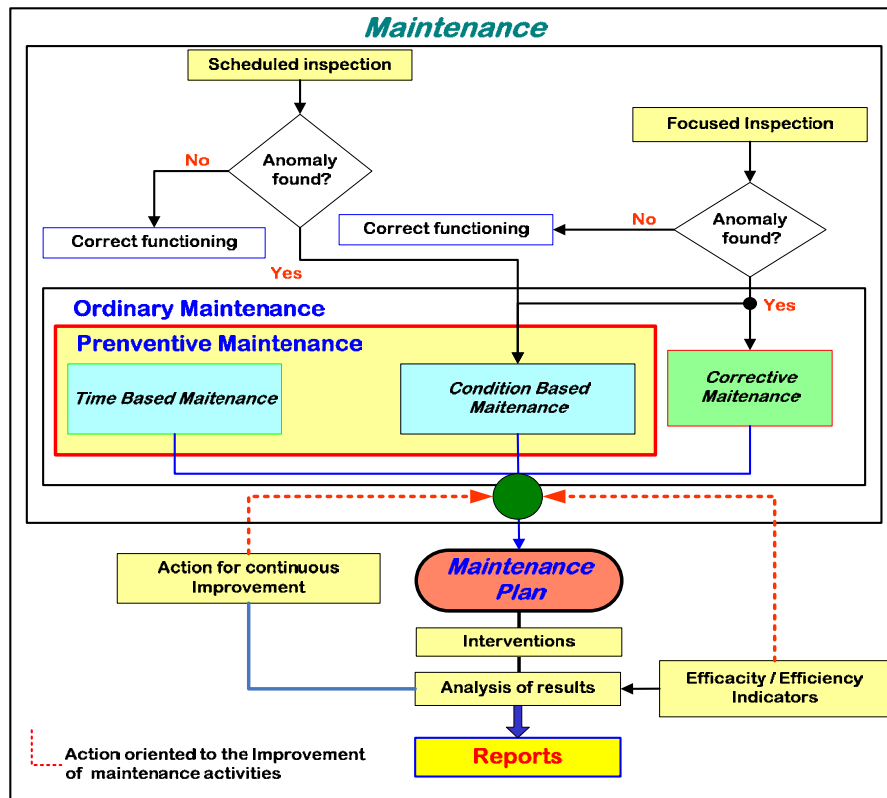 Maintenance
Scheduled inspection
Focused Inspection
No
Anomaly
found?
Correct functioning
Yes
Correct functioning
No
Anomaly
found?
Yes
Ordinary Maintenance
Prenventive Maintenance
Time Based Maitenance
Condition Based
Maitenance
Corrective
Maitenance
Action for continuous
Improvement
Maintenance
Plan
Interventions
Analysis of results
Efficacity / Efficiency
Indicators
Reports
Action oriented to the Improvement
of maintenance activities